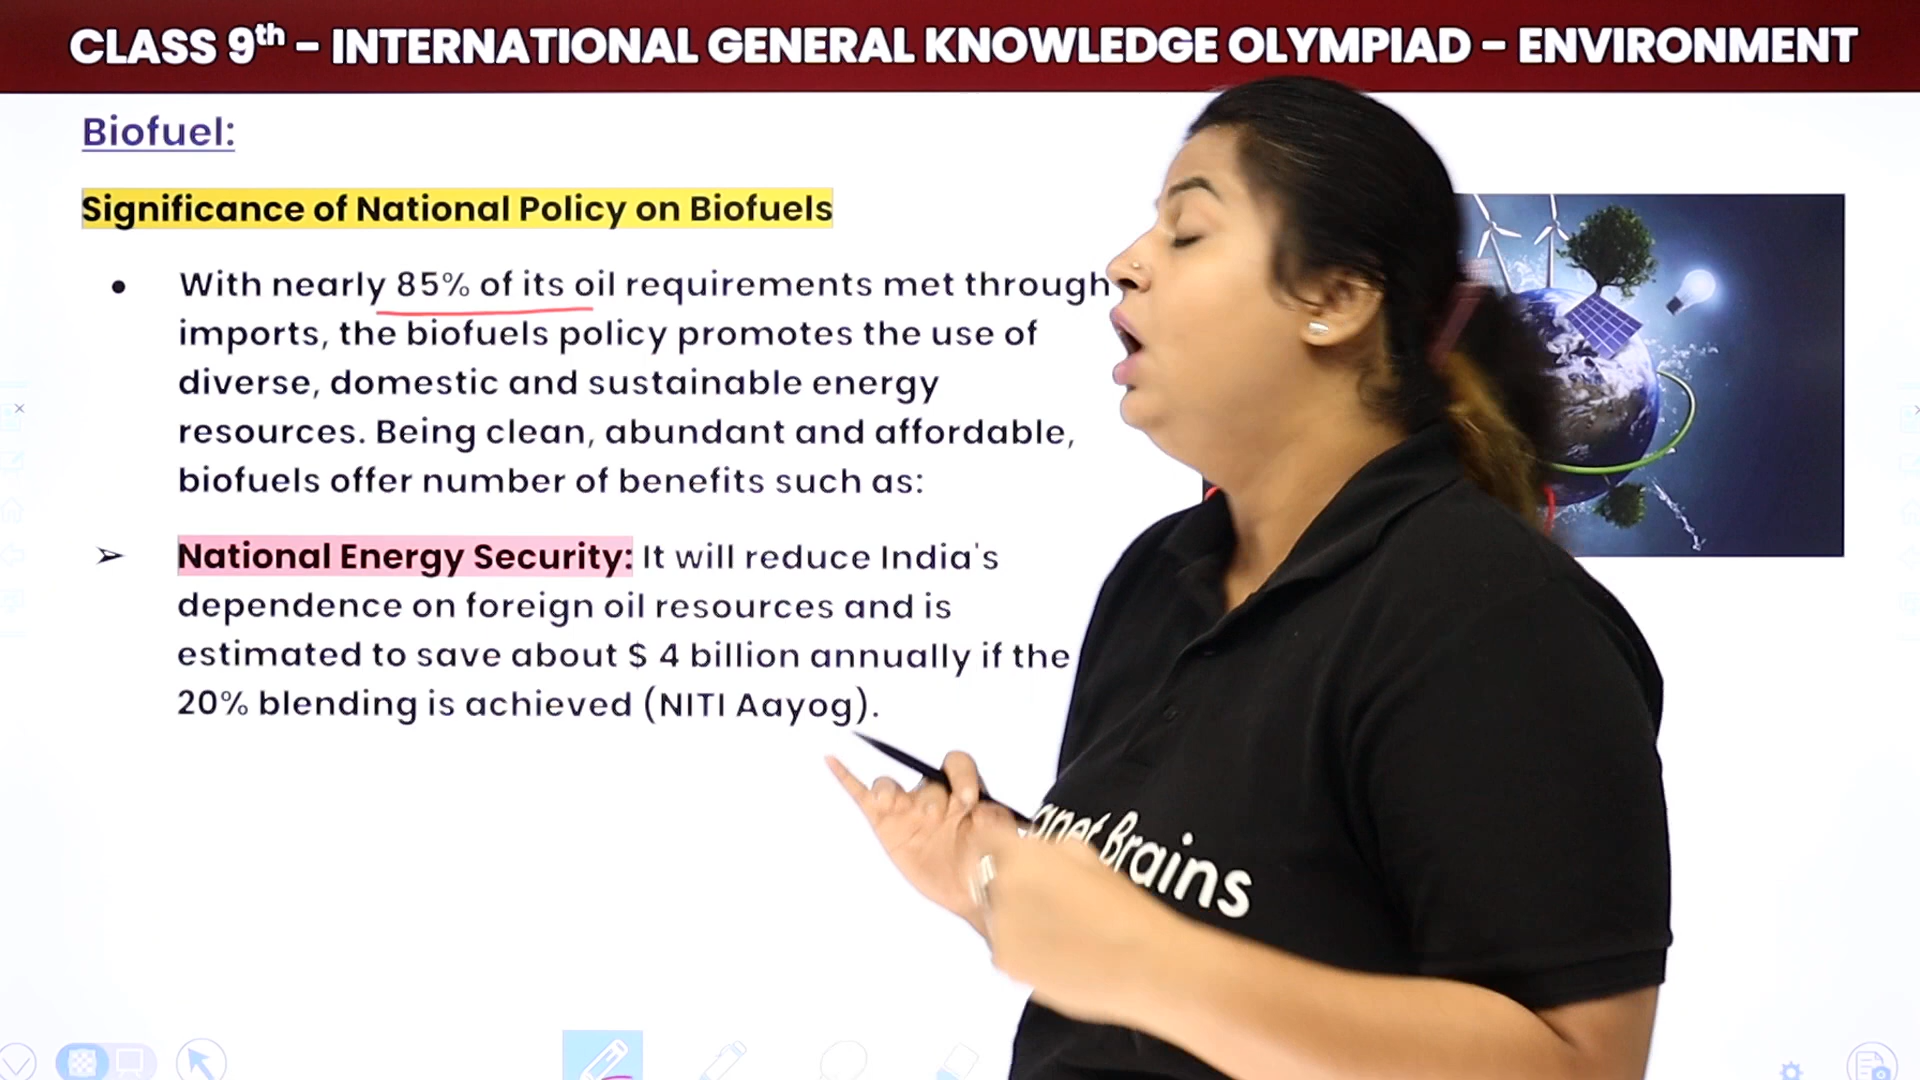 CLASS 9th - INTERNATIONAL GENERAL KNOWLEDGE OLYMPIAD - ENVIRONMENT
Biofuel:
Significance of National Policy on Biofuels
• With nearly 85% of its oil requirements met through
imports, the biofuels policy promotes the use of
diverse, domestic and sustainable energy
resources. Being clean, abundant and affordable,
biofuels offer number of benefits such as:
➢ National Energy Security: It will reduce India's
dependence on foreign oil resources and is
estimated to save about $ 4 billion annually if the
20% blending is achieved (NITI Aayog).
Brains